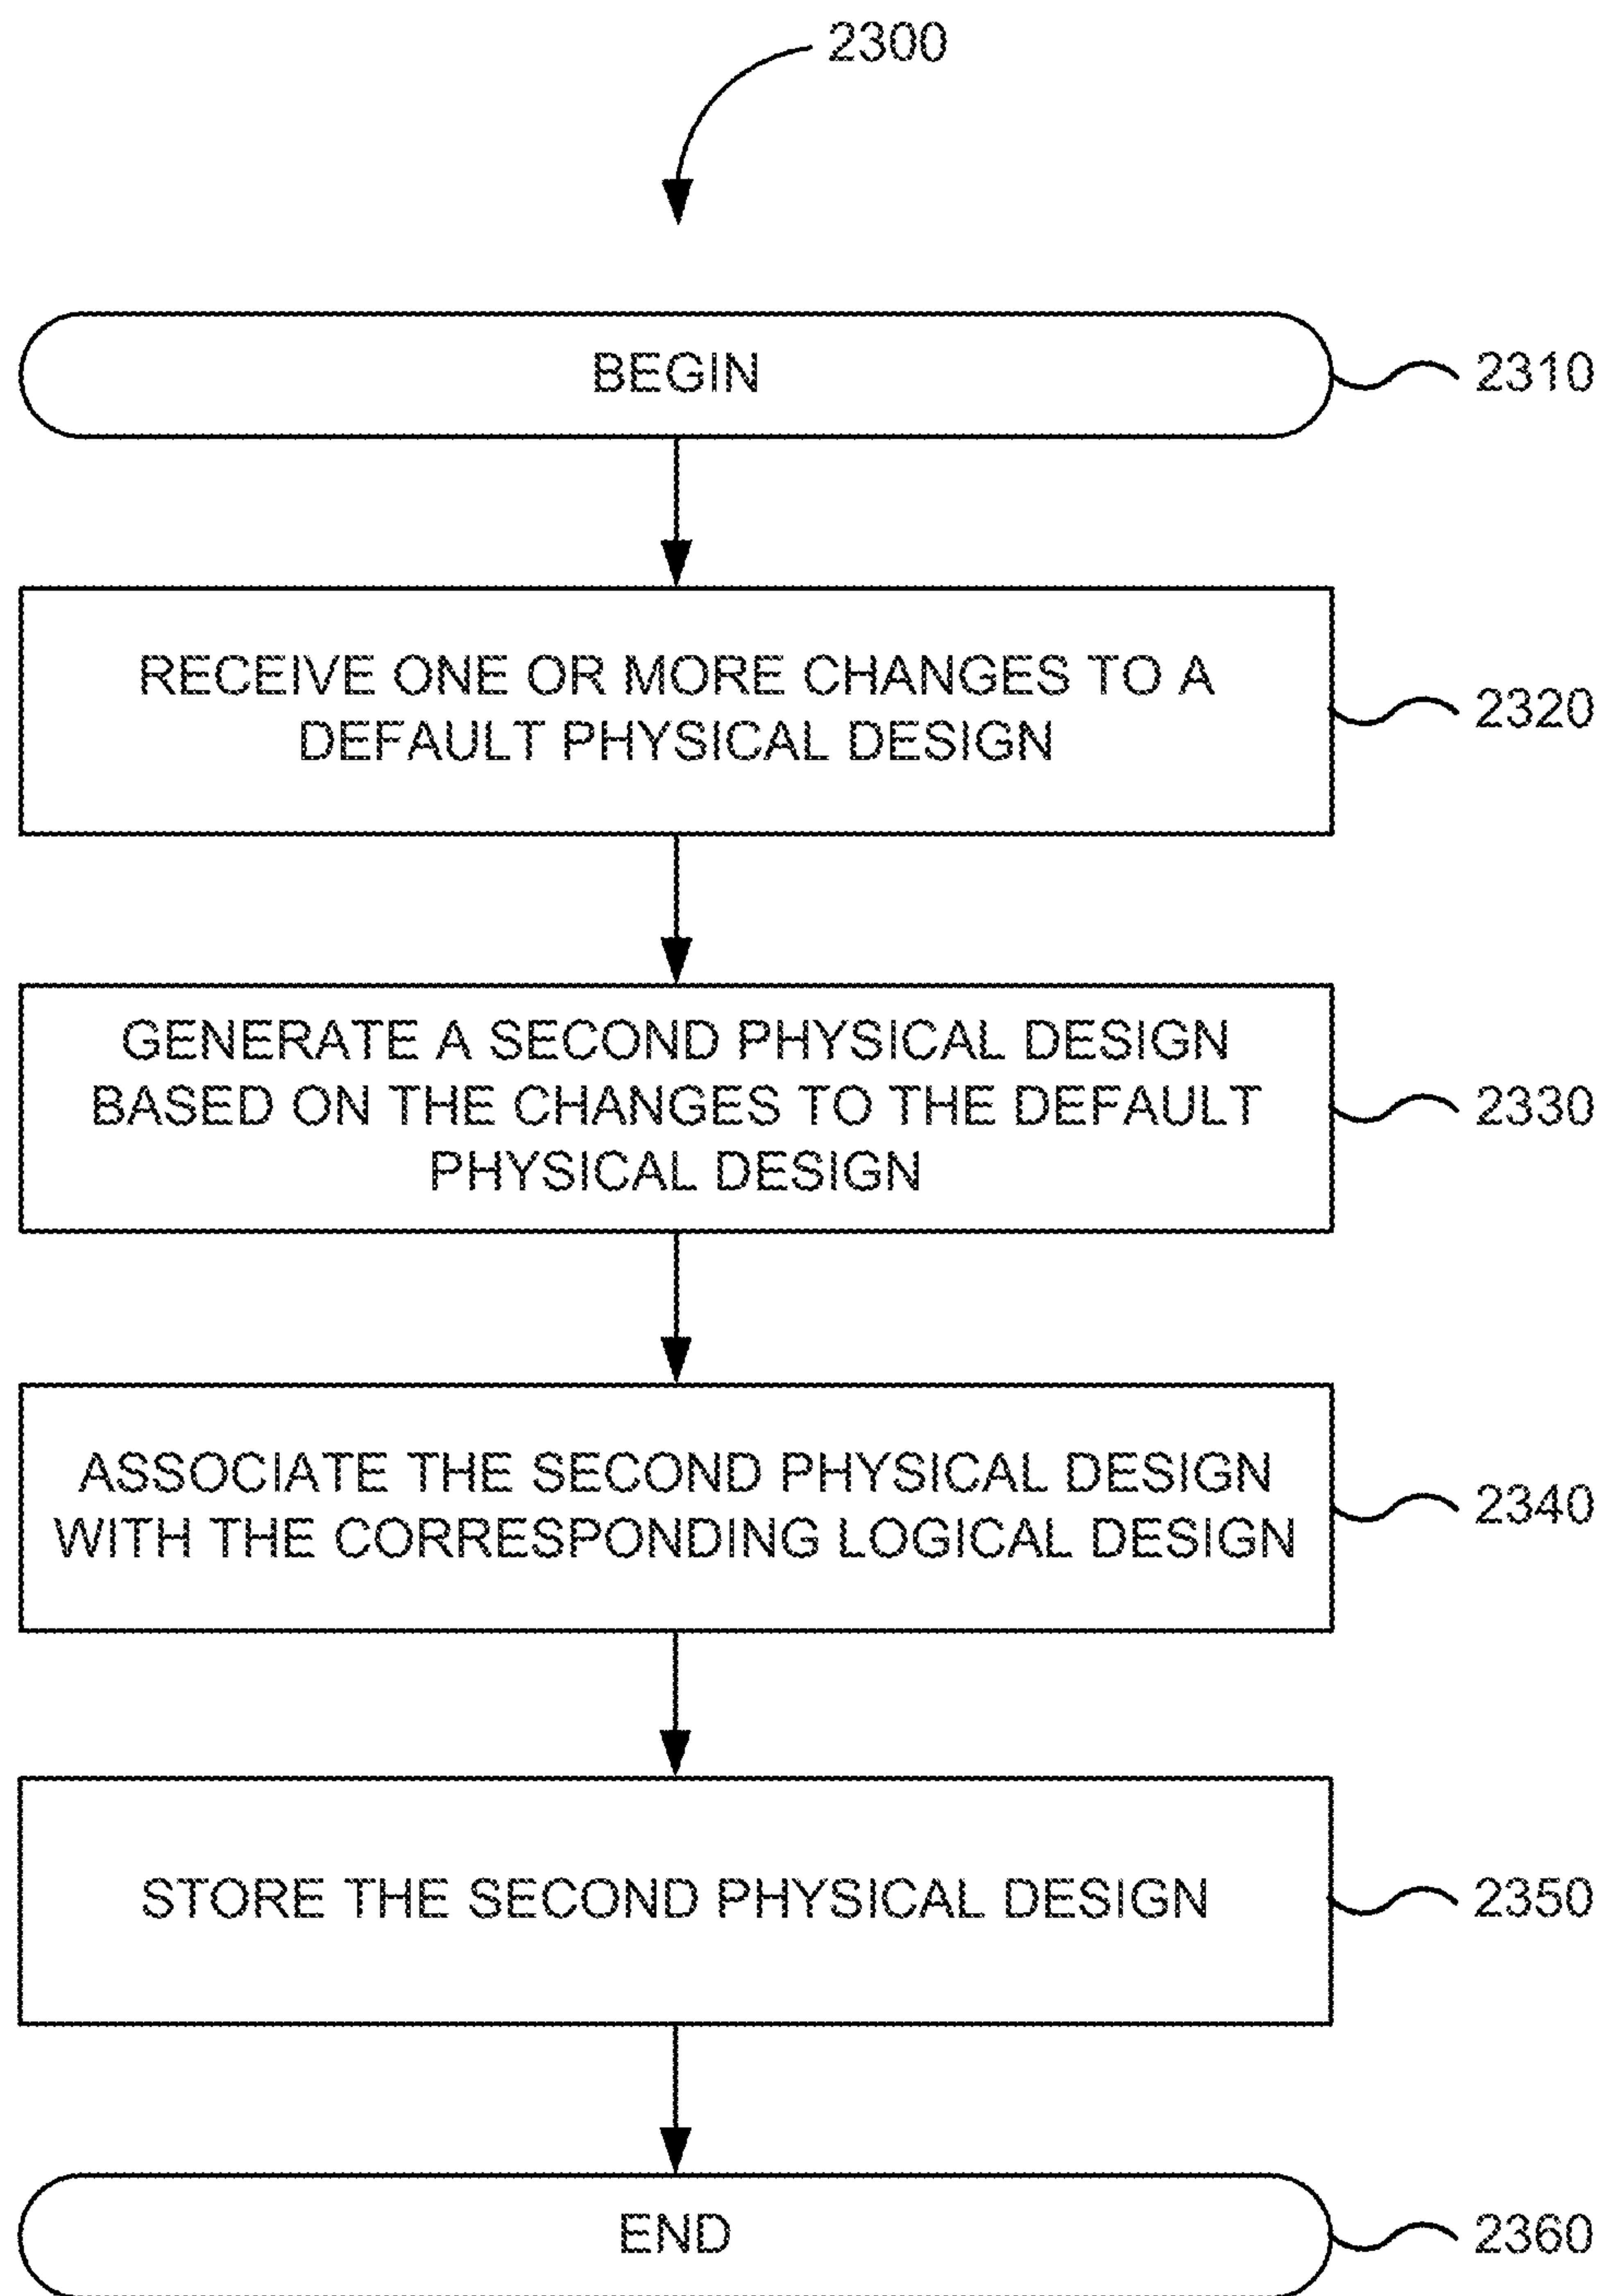 2300
BEGIN
2310
RECEIVE ONE OR MORE CHANGES TO A
DEFAULT PHYSICAL DESIGN
2320
GENERATE A SECOND PHYSICAL DESIGN
BASED ON THE CHANGES TO THE DEFAULT
PHYSICAL DESIGN
2330
ASSOCIATE THE SECOND PHYSICAL DESIGN
WITH THE CORRESPONDING LOGICAL DESIGN
2340
STORE THE SECOND PHYSICAL DESIGN
2350
END
2360